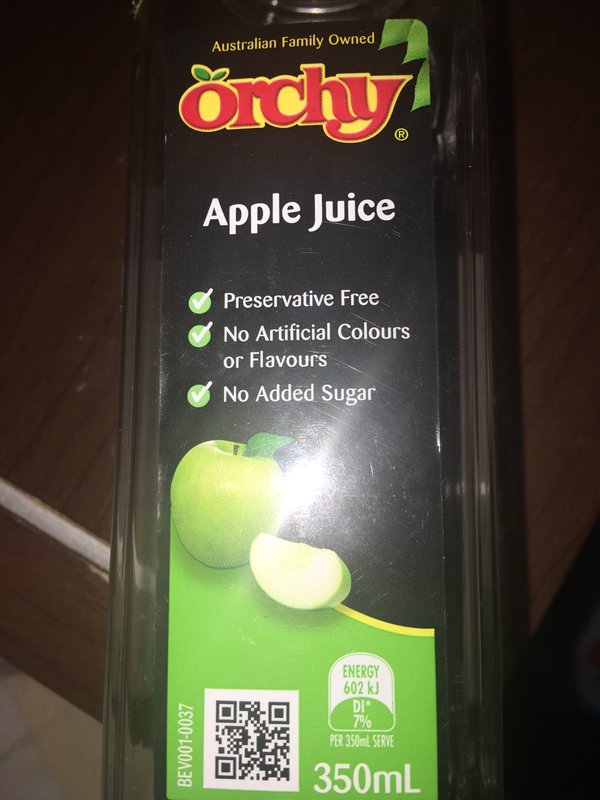 Australian Family Owned
Orchy®
Apple Juice
Preservative Free
No Artificial Colours
or Flavours
No Added Sugar
ENERGY
602 kJ
DI*
7%
PER 350mL SERVE
BEV001-0037
350mL